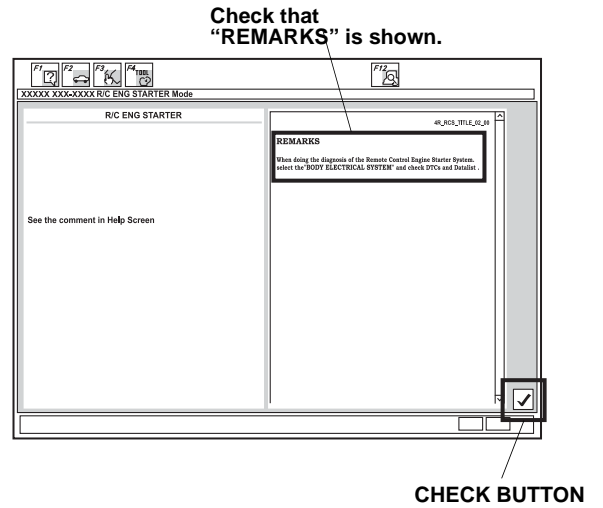 Check that
“REMARKS” is shown.
F1 F2 F3 F4 TOOL F12
XXXXX XXX-XXXX R/C ENG STARTER Mode
R/C ENG STARTER
See the comment in Help Screen
4R_RCS_TITLE_02_00
REMARKS
When doing the diagnosis of the Remote Control Engine Starter System.
select the"BODY ELECTRICAL SYSTEM" and check DTCs and Datalist .
CHECK BUTTON